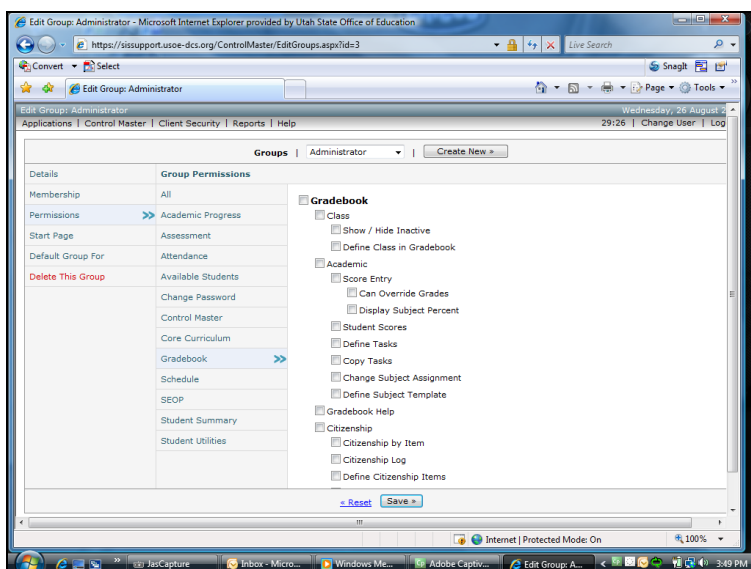 Edit Group: Administrator - Microsoft Internet Explorer provided by Utah State Office of Education
https://sissupport.usoe-dcs.org/ControlMaster/EditGroups.aspx?id=3
Live Search
Convert Select
SnagIt
Edit Group: Administrator
Page Tools
Edit Group: Administrator Wednesday, 26 August 2
Applications | Control Master | Client Security | Reports | Help 29:26 | Change User | Log
Groups | Administrator | Create New »
Details
Membership
Permissions
Start Page
Default Group For
Delete This Group
Group Permissions
All
Academic Progress
Assessment
Attendance
Available Students
Change Password
Control Master
Core Curriculum
Gradebook
Schedule
SEOP
Student Summary
Student Utilities
Gradebook
Class
Show / Hide Inactive
Define Class in Gradebook
Academic
Score Entry
Can Override Grades
Display Subject Percent
Student Scores
Define Tasks
Copy Tasks
Change Subject Assignment
Define Subject Template
Gradebook Help
Citizenship
Citizenship by Item
Citizenship Log
Define Citizenship Items
« Reset Save »
Internet | Protected Mode: On 100%
JasCapture Inbox - Micro... Windows Me... Adobe Captiv... Edit Group: A... 3:49 PM